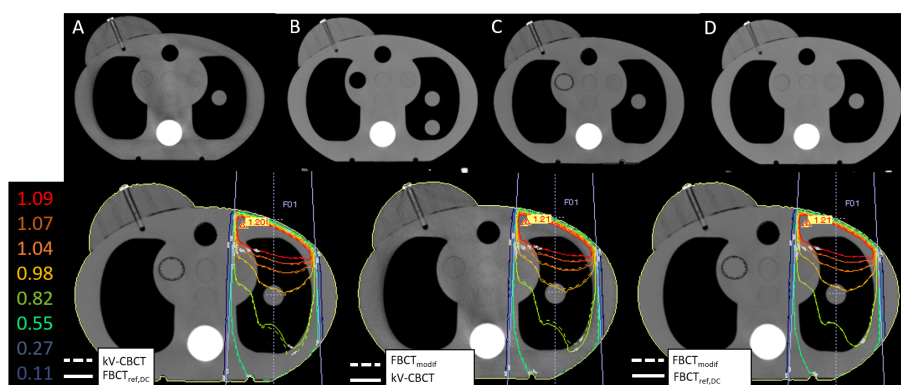 A B C D
1.09
1.07
1.04
0.98
0.82
0.55
0.27
0.11
F01
1.20
kV-CBCT
FBCTref,DC
F01
1.21
FBCTmodif
kV-CBCT
F01
1.21
FBCTmodif
FBCTref,DC